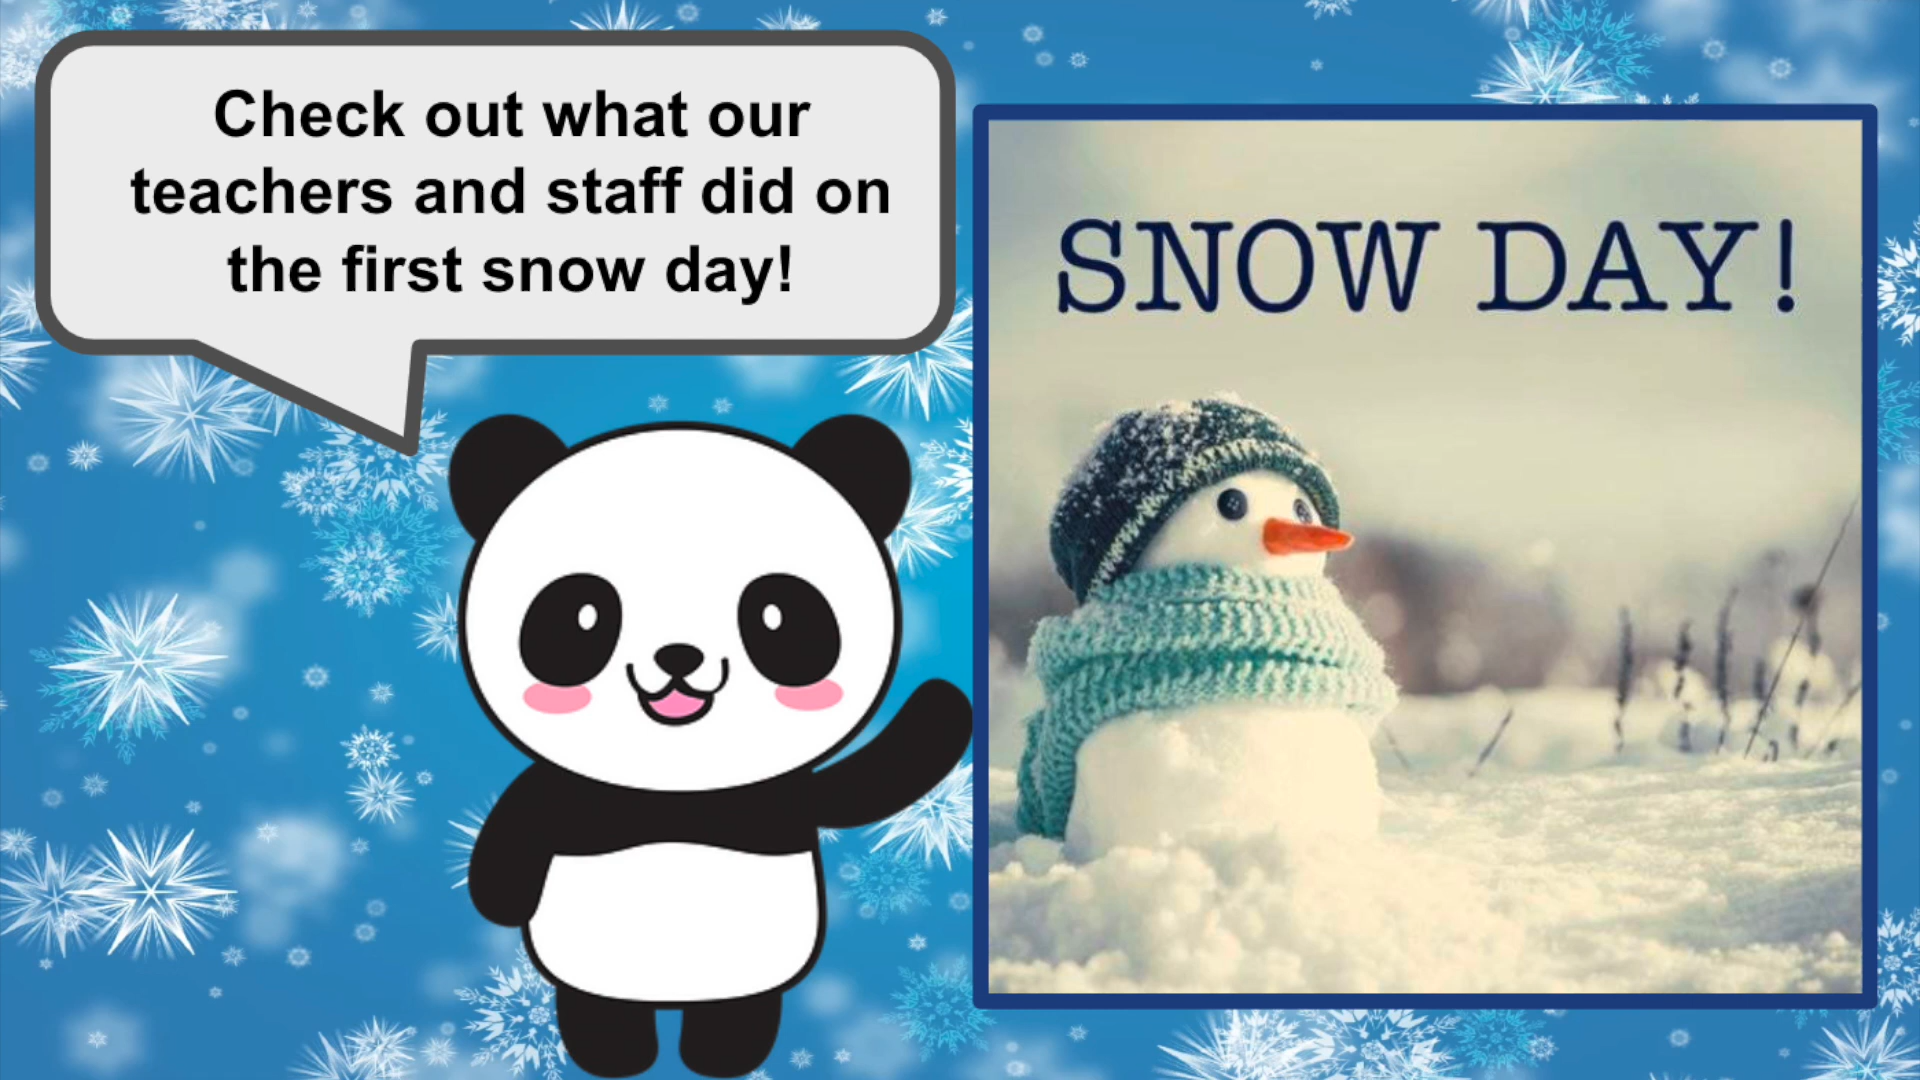 Check out what our
teachers and staff did on
the first snow day!
SNOW DAY!